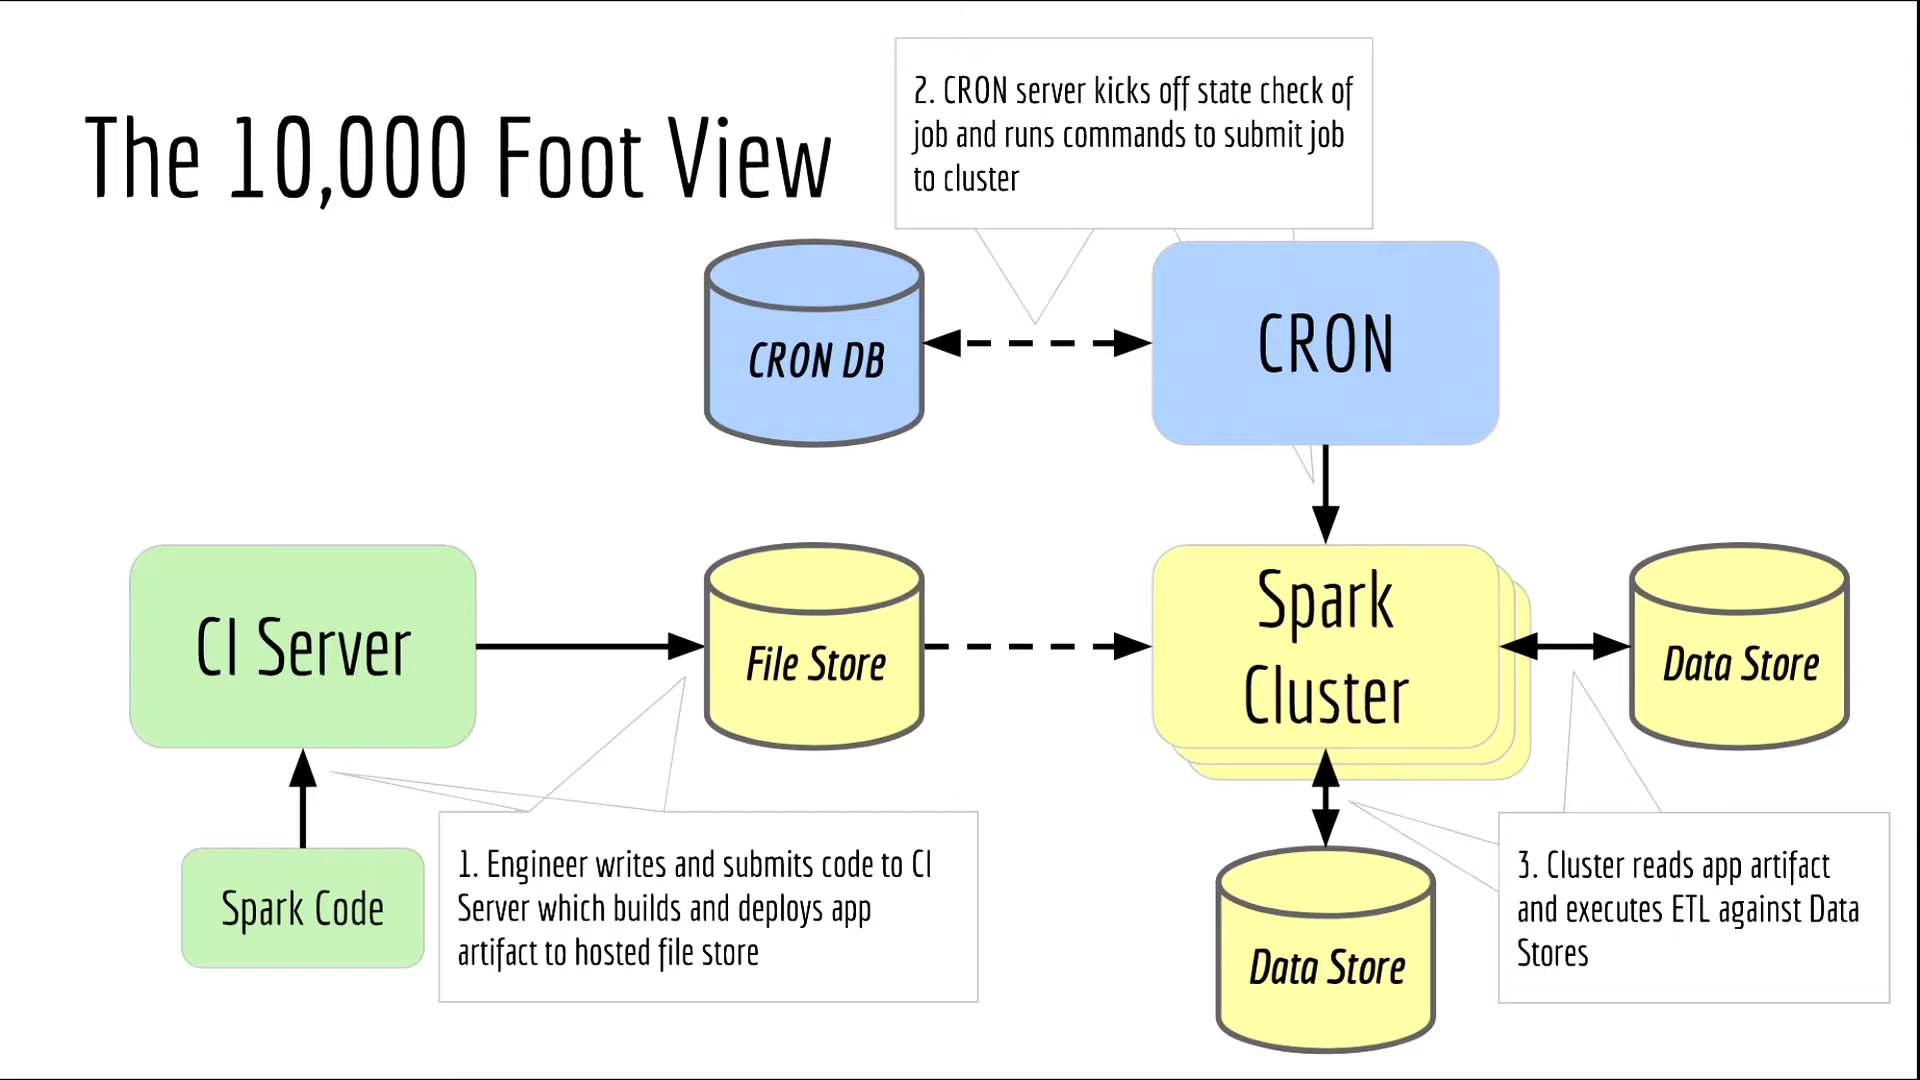 The 10,000 Foot View
2. CRON server kicks off state check of
job and runs commands to submit job
to cluster
CRON DB
CRON
CI Server
File Store
Spark
Cluster
Data Store
Spark Code
1. Engineer writes and submits code to CI
Server which builds and deploys app
artifact to hosted file store
Data Store
3. Cluster reads app artifact
and executes ETL against Data
Stores